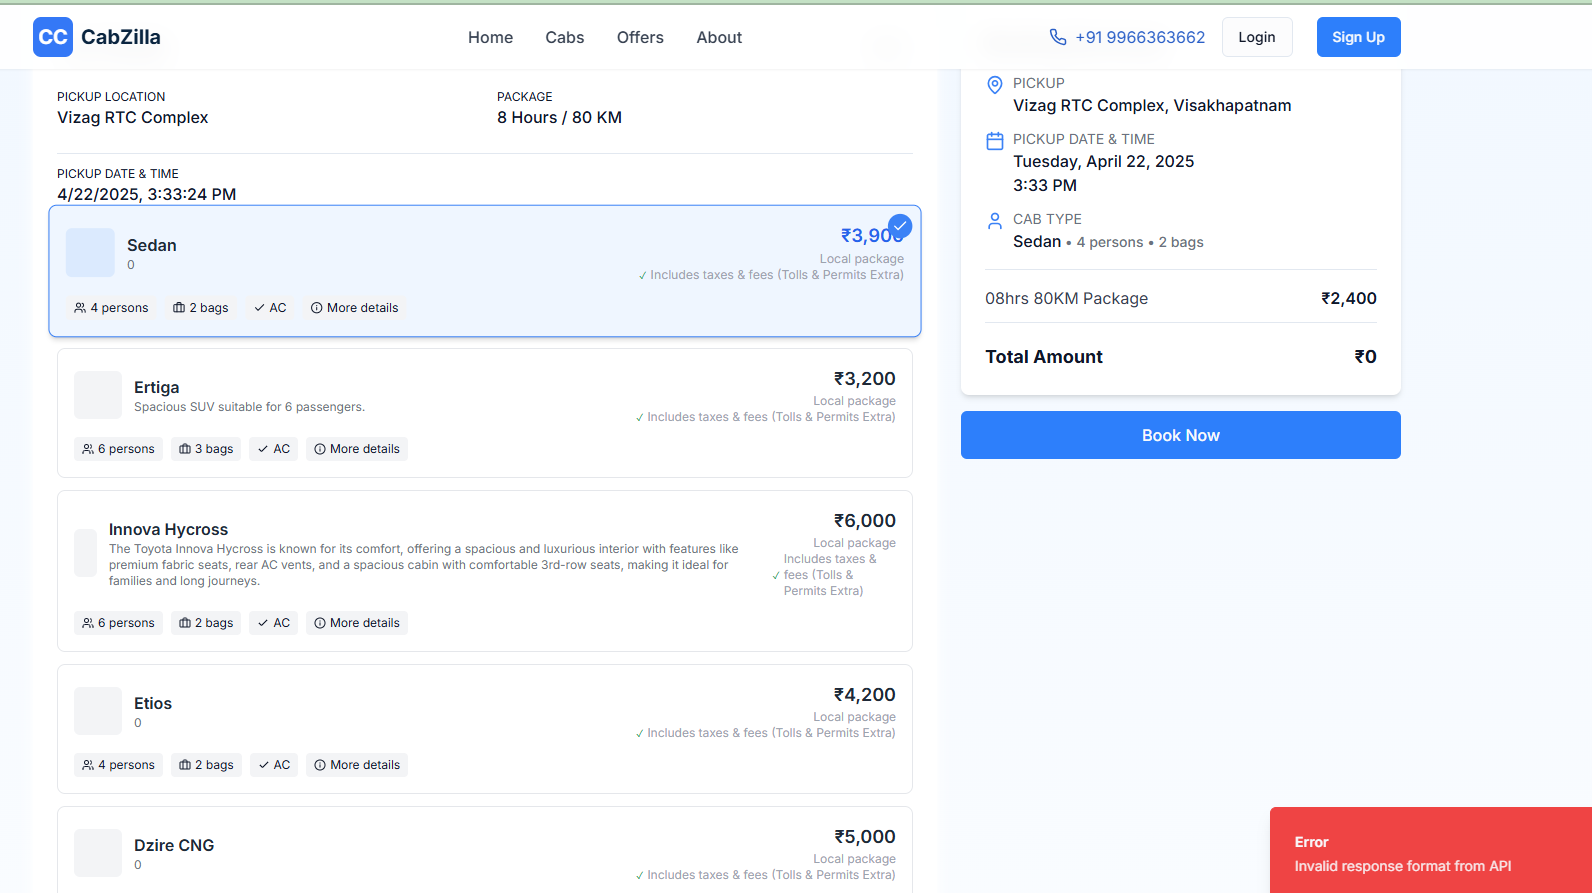 CC CabZilla
Home Cabs Offers About
+91 9966363662 Login Sign Up
PICKUP LOCATION
Vizag RTC Complex
PACKAGE
8 Hours / 80 KM
PICKUP DATE & TIME
4/22/2025, 3:33:24 PM
Sedan
0
₹3,900
Local package
✓ Includes taxes & fees (Tolls & Permits Extra)
4 persons 2 bags AC More details
Ertiga
Spacious SUV suitable for 6 passengers.
₹3,200
Local package
✓ Includes taxes & fees (Tolls & Permits Extra)
6 persons 3 bags AC More details
Innova Hycross
The Toyota Innova Hycross is known for its comfort, offering a spacious and luxurious interior with features like
premium fabric seats, rear AC vents, and a spacious cabin with comfortable 3rd-row seats, making it ideal for
families and long journeys.
₹6,000
Local package
Includes taxes &
✓ fees (Tolls &
Permits Extra)
6 persons 2 bags AC More details
Etios
0
₹4,200
Local package
✓ Includes taxes & fees (Tolls & Permits Extra)
4 persons 2 bags AC More details
Dzire CNG
0
₹5,000
Local package
✓ Includes taxes & fees (Tolls & Permits Extra)
PICKUP
Vizag RTC Complex, Visakhapatnam
PICKUP DATE & TIME
Tuesday, April 22, 2025
3:33 PM
CAB TYPE
Sedan • 4 persons • 2 bags
08hrs 80KM Package ₹2,400
Total Amount ₹0
Book Now
Error
Invalid response format from API